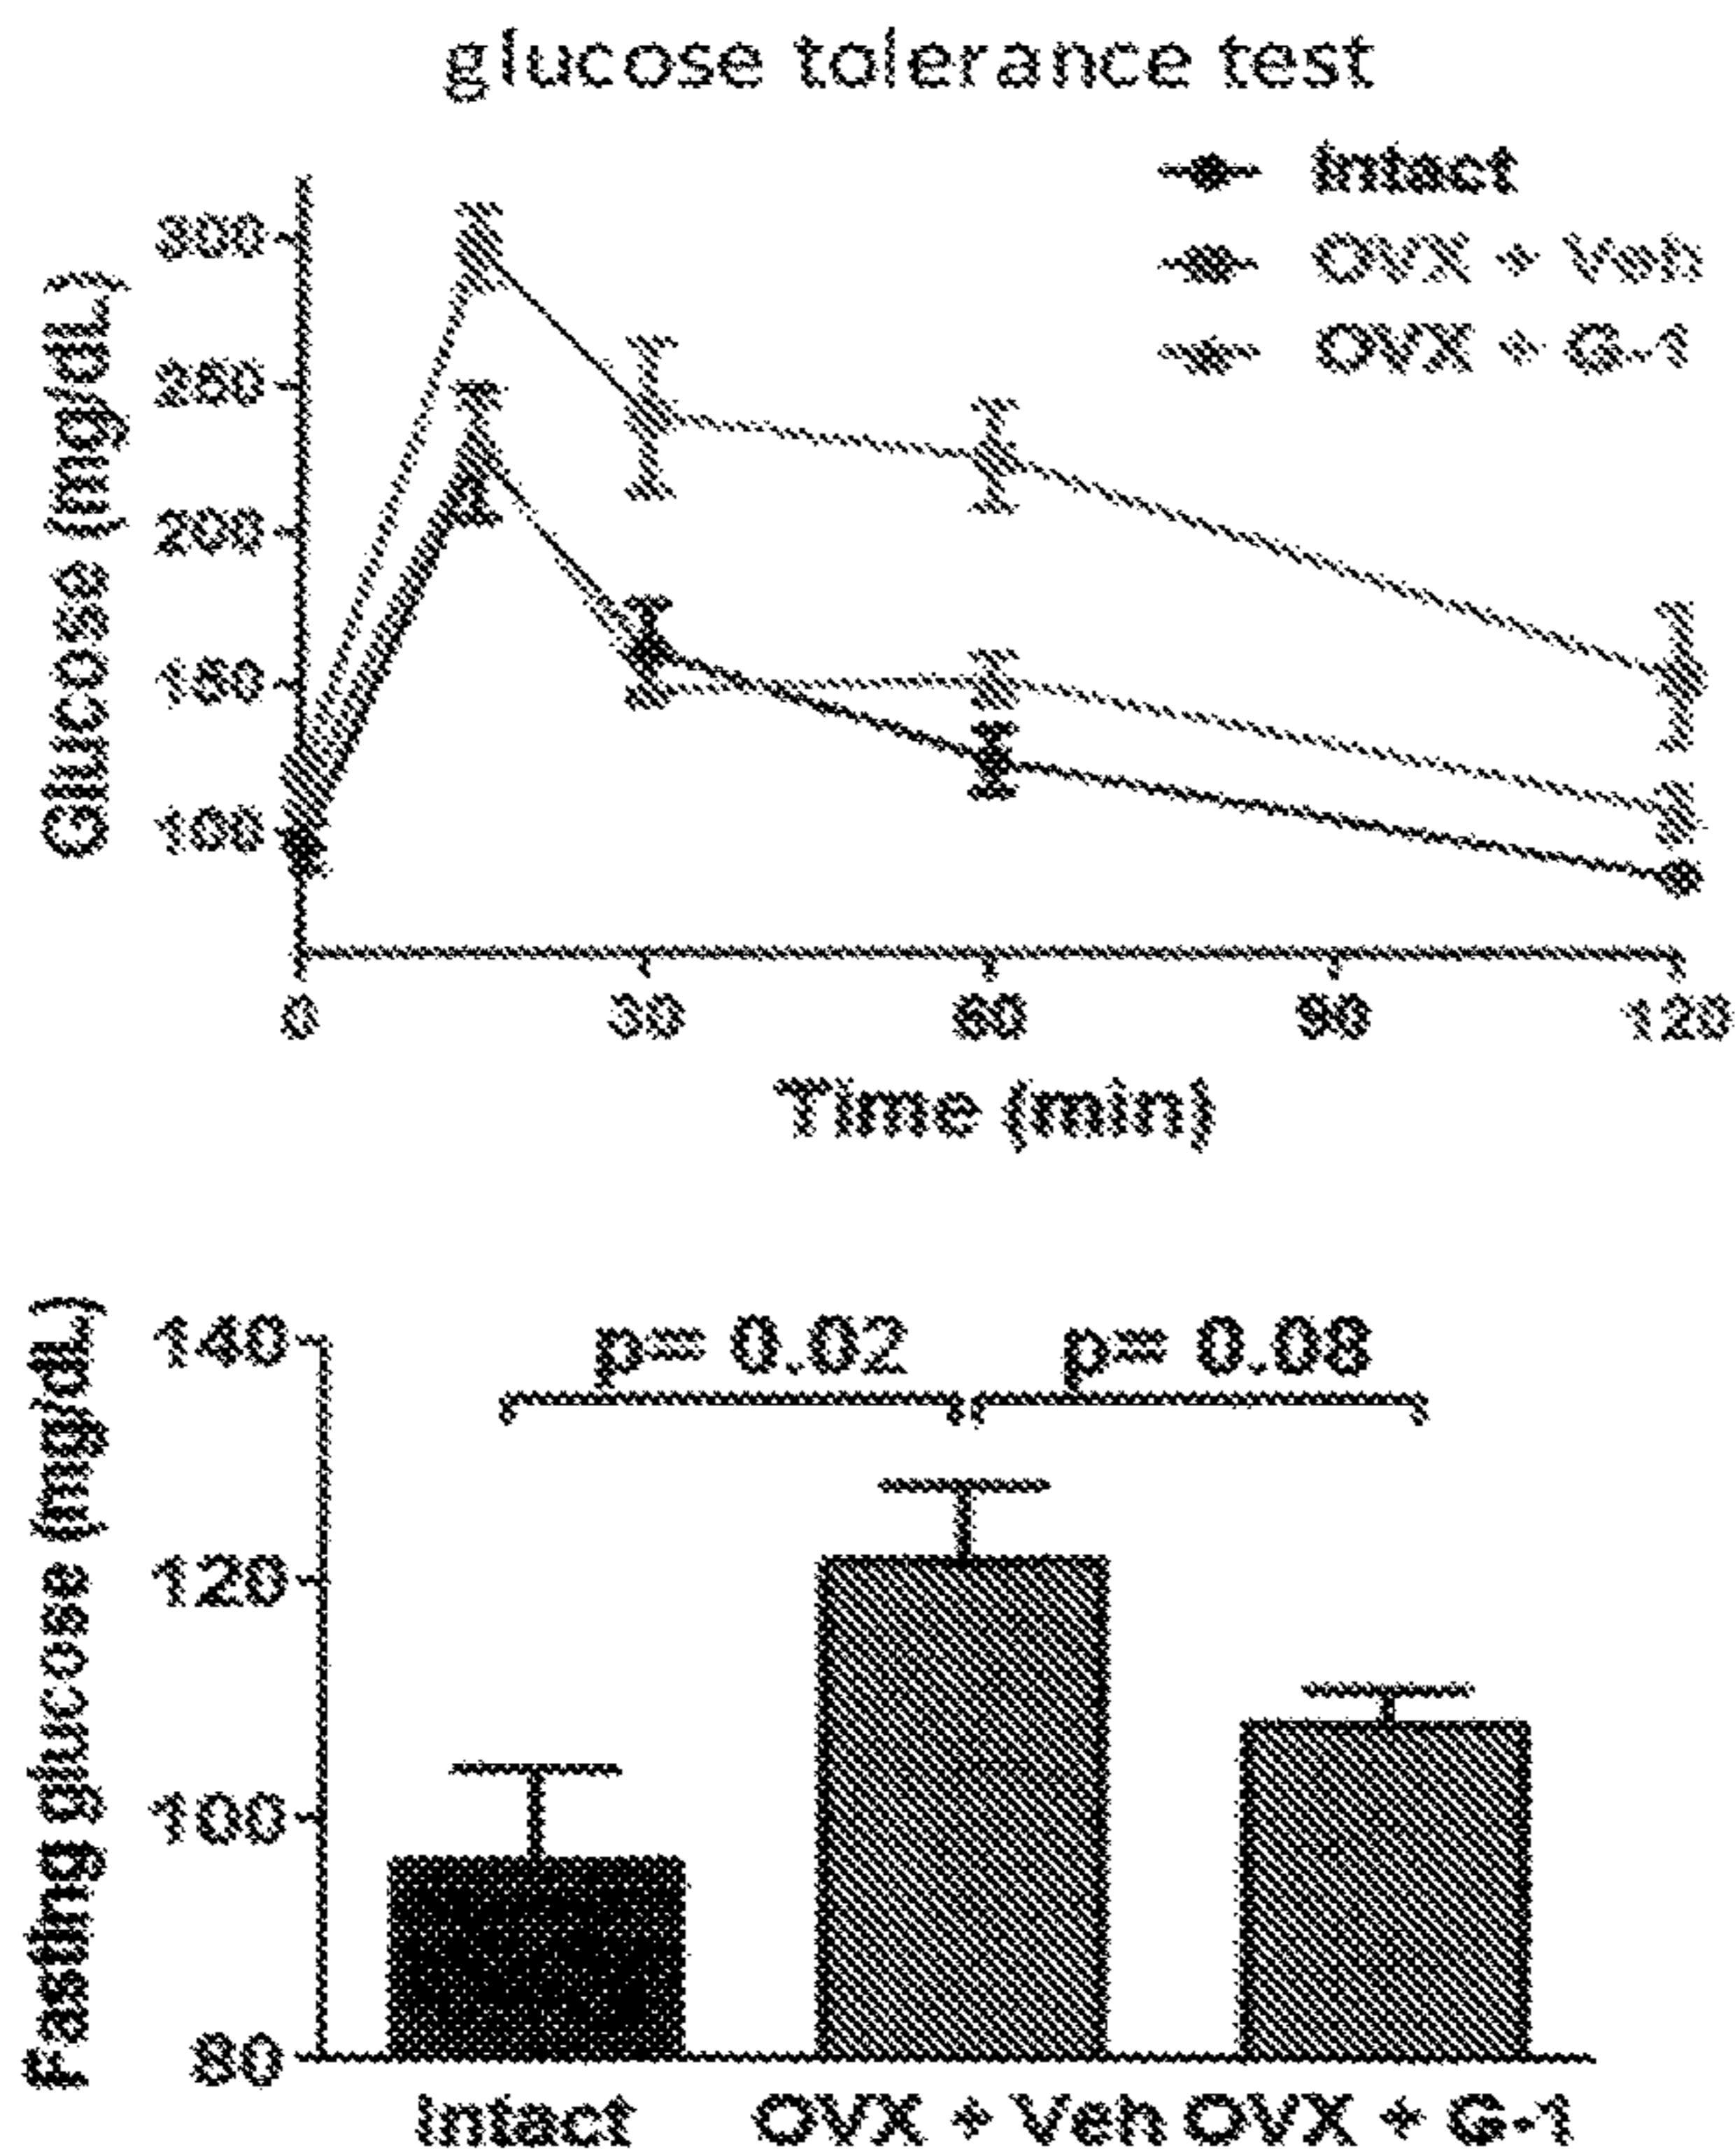 glucose tolerance test
Intact
OVX + Veh
OVX + G-1
Glucose (mg/dL)
300
250
200
150
100
0 30 60 90 120
Time (min)
Fasting glucose (mg/dL)
140
120
100
80
p= 0.02 p= 0.08
Intact OVX + Veh OVX + G-1